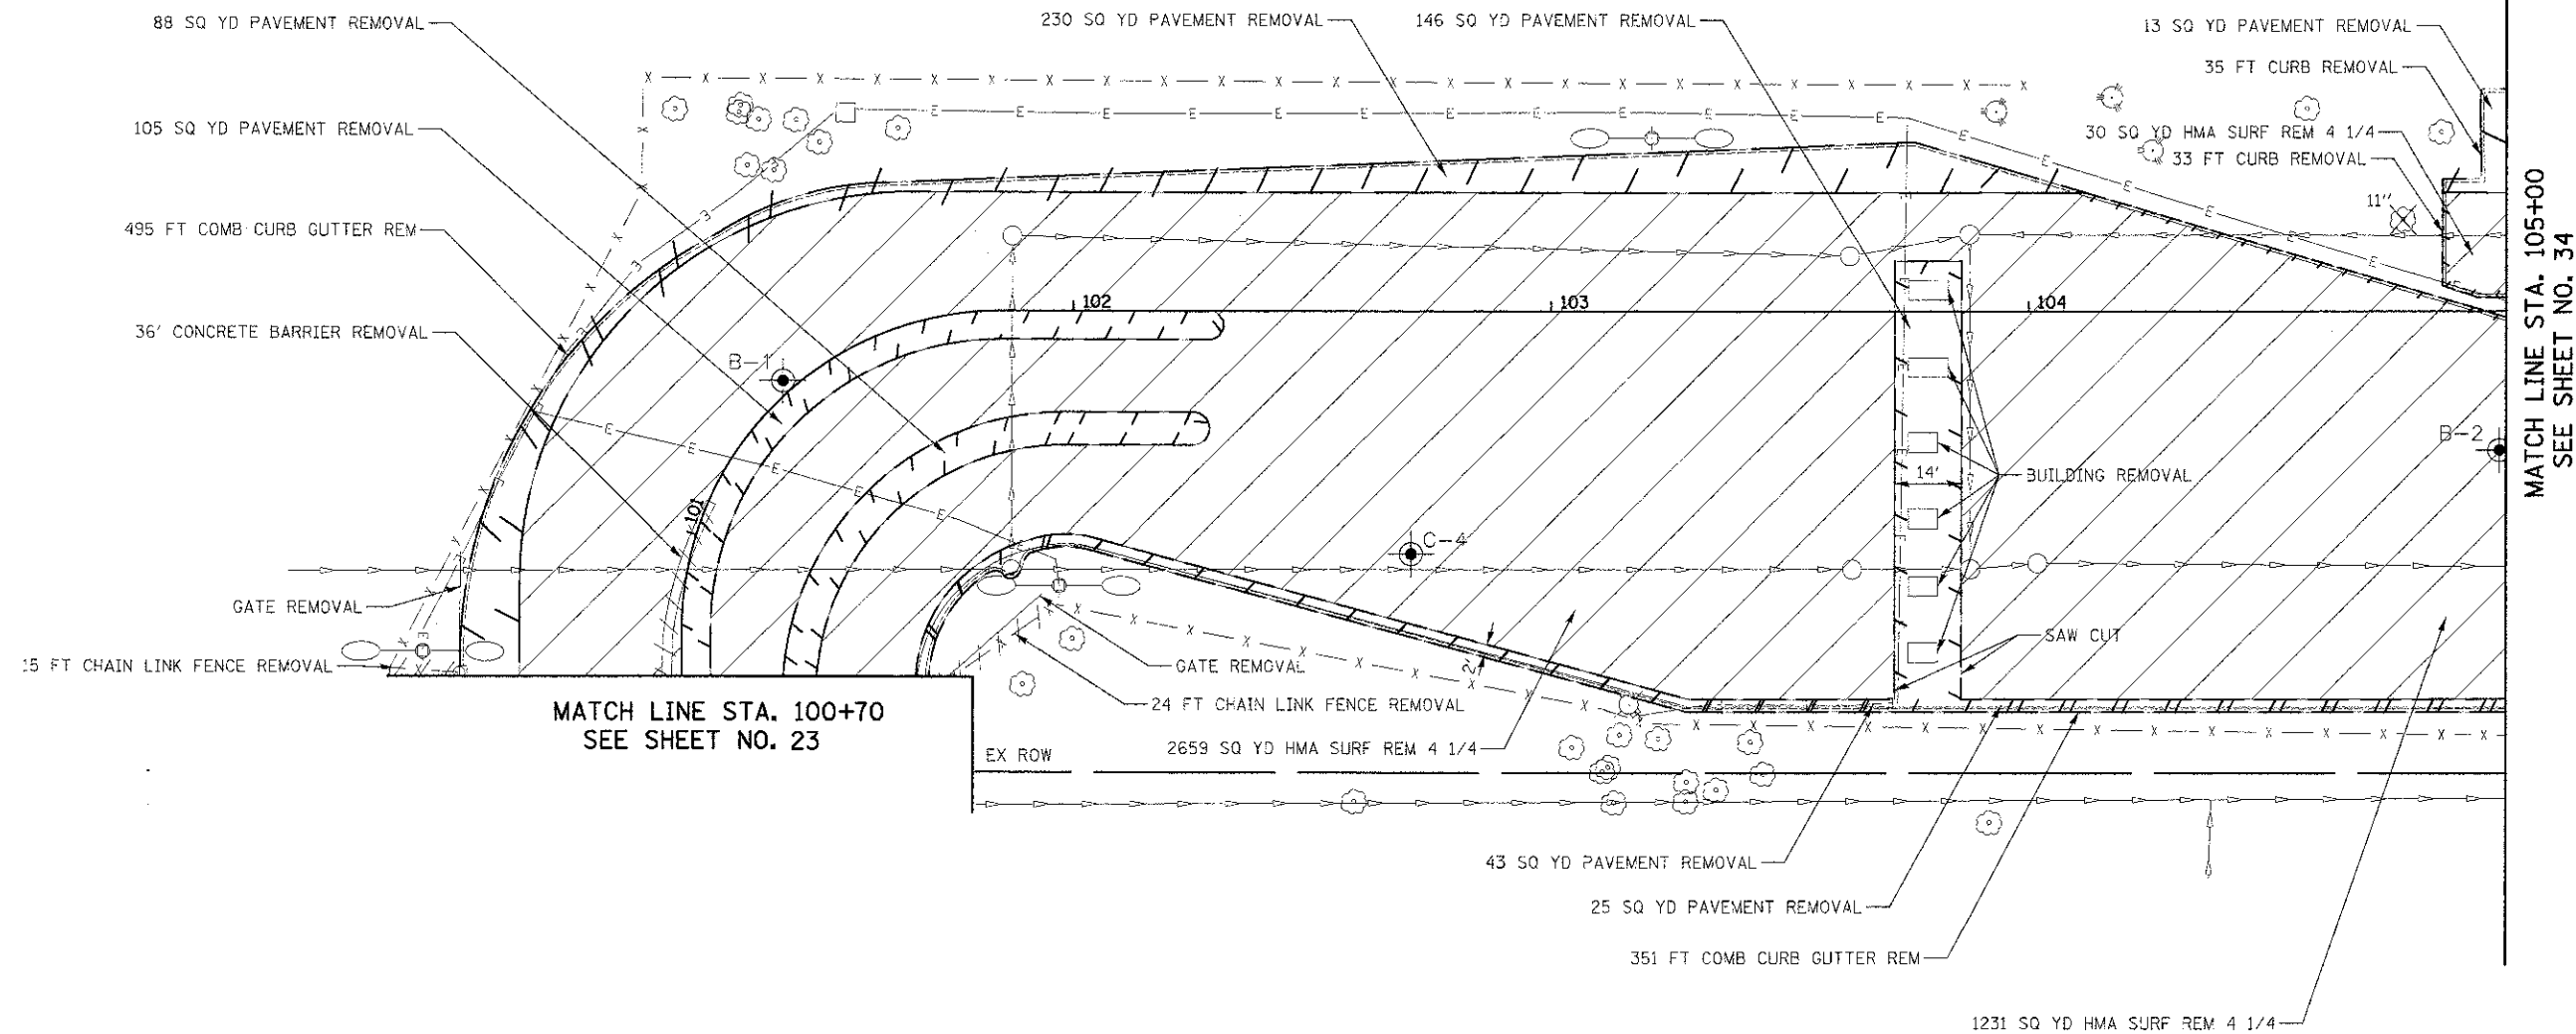 88 SQ YD PAVEMENT REMOVAL
230 SQ YD PAVEMENT REMOVAL
146 SQ YD PAVEMENT REMOVAL
13 SQ YD PAVEMENT REMOVAL
35 FT CURB REMOVAL
105 SQ YD PAVEMENT REMOVAL
30 SQ YD HMA SURF REM 4 1/4
33 FT CURB REMOVAL
11"
495 FT COMB CURB GUTTER REM
36' CONCRETE BARRIER REMOVAL
102
103
104
B-1
B-2
MATCH LINE STA. 105+00
SEE SHEET NO. 34
BUILDING REMOVAL
14'
101
C-4
GATE REMOVAL
SAW CUT
15 FT CHAIN LINK FENCE REMOVAL
GATE REMOVAL
2'
24 FT CHAIN LINK FENCE REMOVAL
MATCH LINE STA. 100+70
SEE SHEET NO. 23
EX ROW
2659 SQ YD HMA SURF REM 4 1/4
43 SQ YD PAVEMENT REMOVAL
25 SQ YD PAVEMENT REMOVAL
351 FT COMB CURB GUTTER REM
1231 SQ YD HMA SURF REM 4 1/4